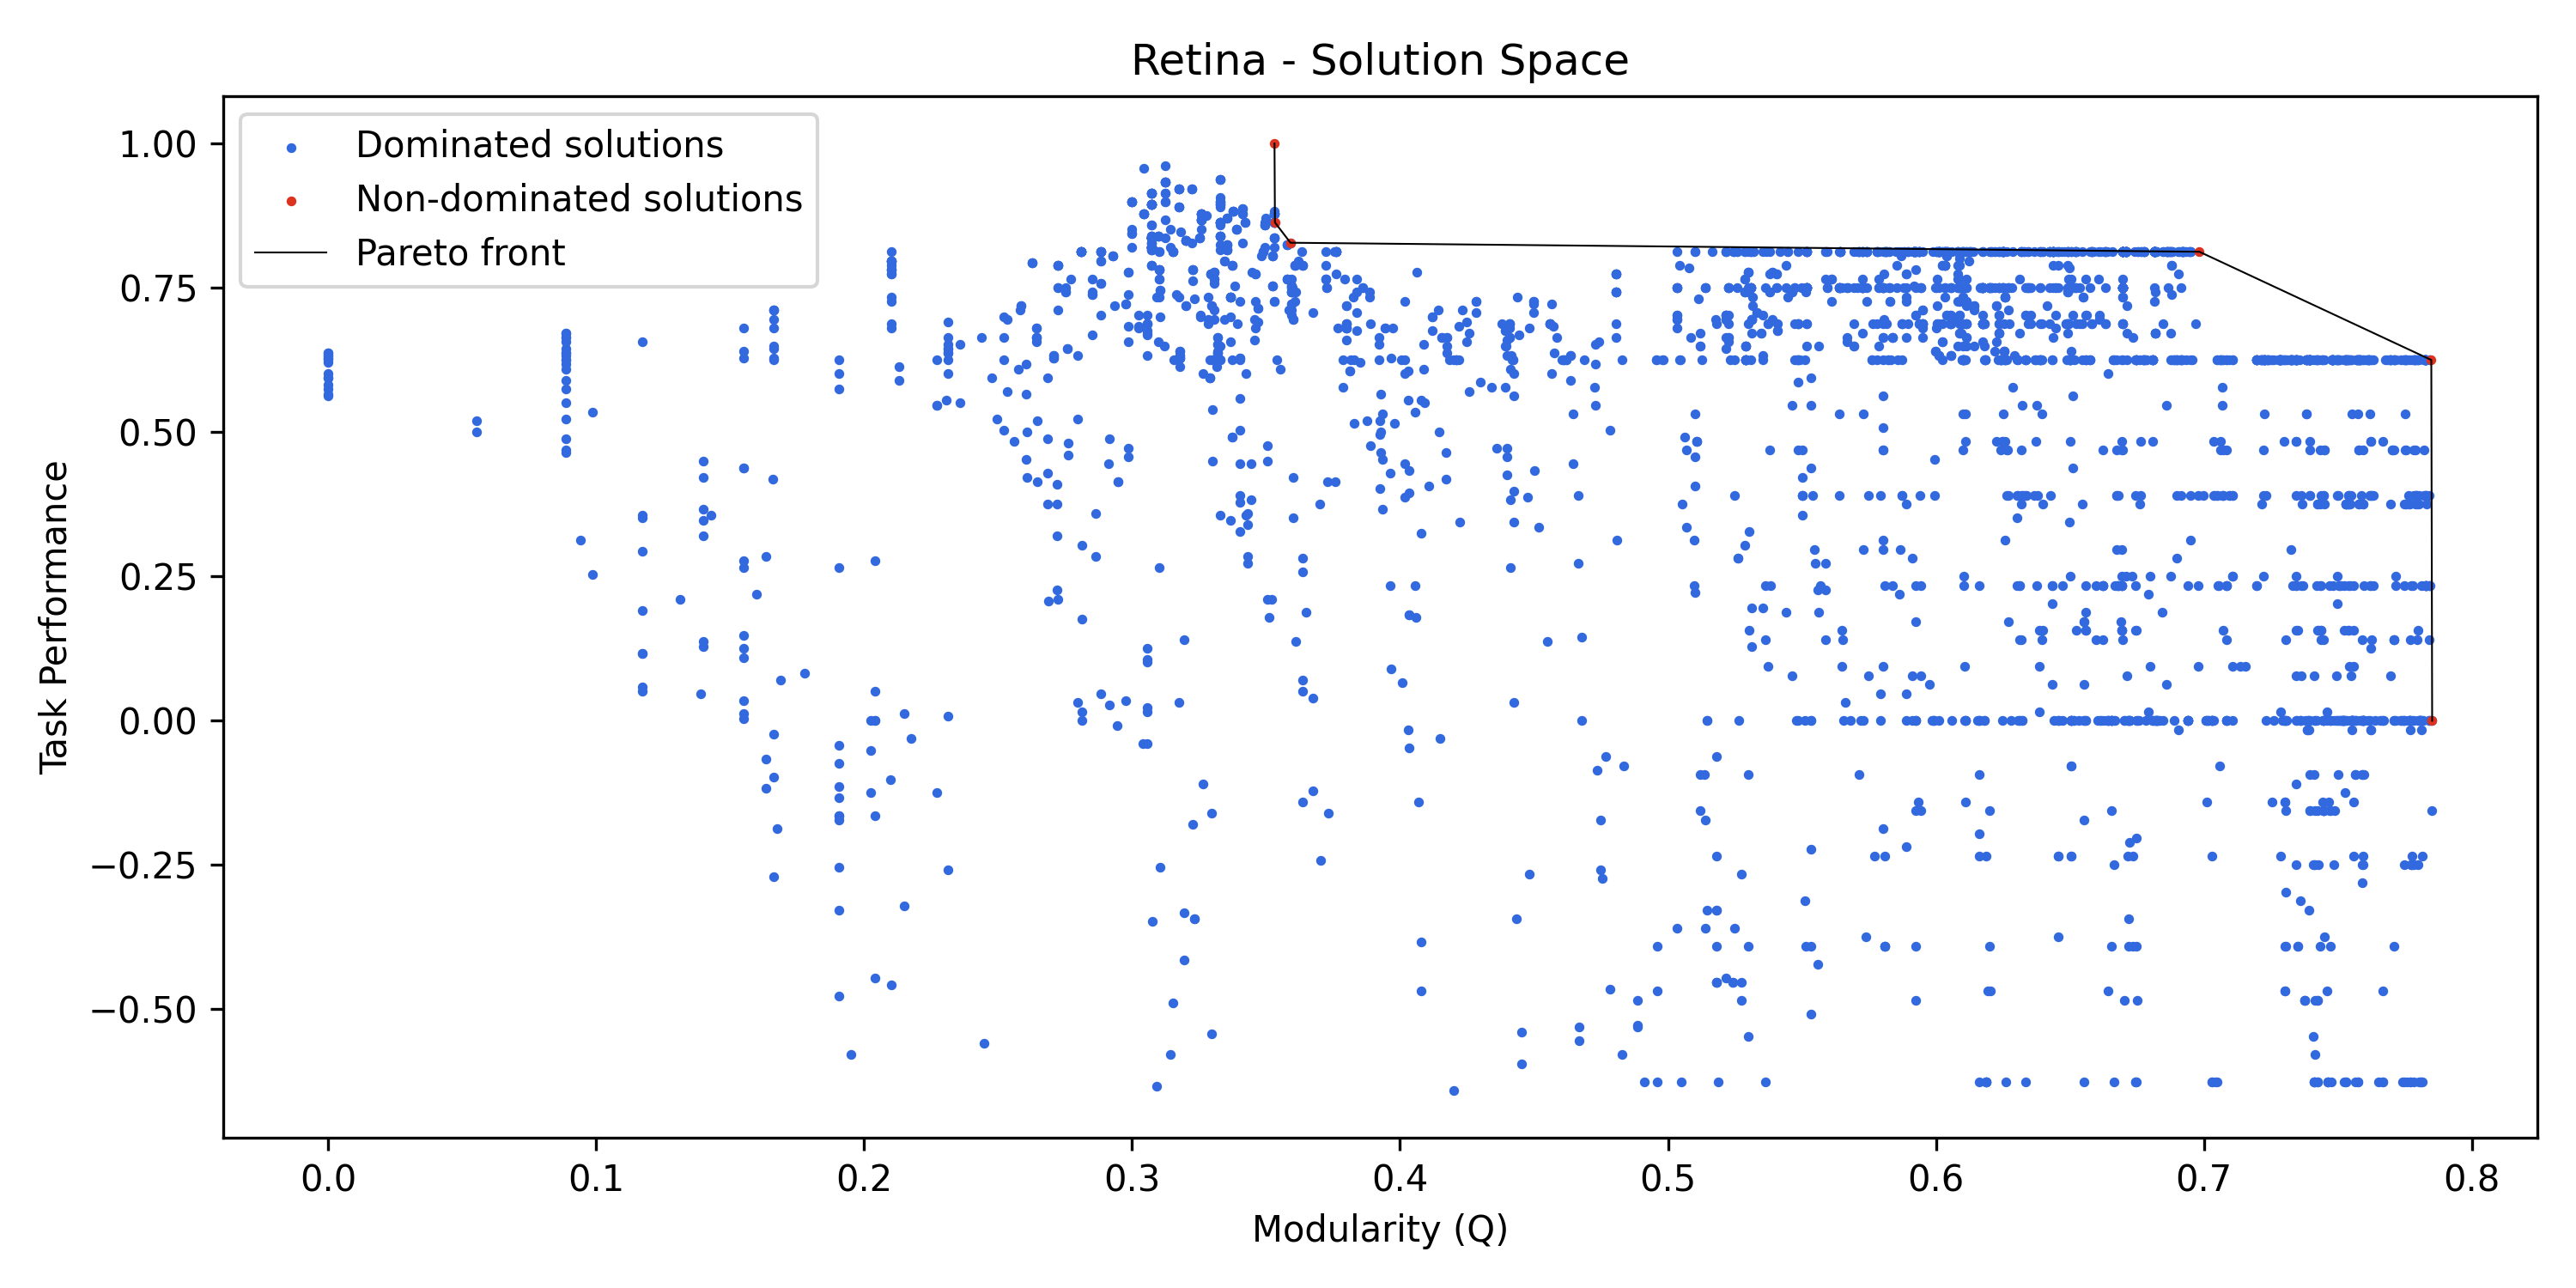 Retina - Solution Space
Dominated solutions
Non-dominated solutions
Pareto front
1.00
0.75
0.50
0.25
0.00
−0.25
−0.50
Task Performance
0.0 0.1 0.2 0.3 0.4 0.5 0.6 0.7 0.8
Modularity (Q)